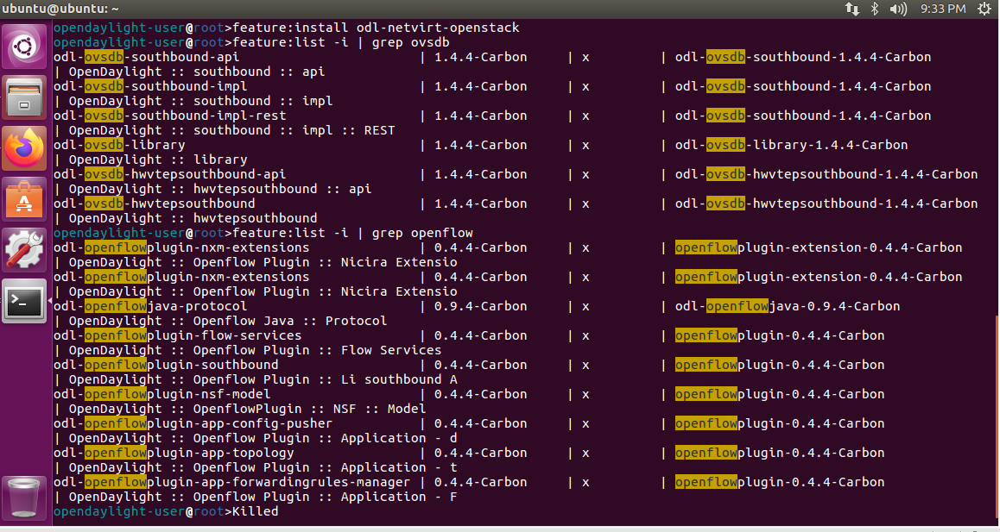 ubuntu@ubuntu: ~ 9:33 PM
opendaylight-user@root>feature:install odl-netvirt-openstack
opendaylight-user@root>feature:list -i | grep ovsdb
odl-ovsdb-southbound-api | 1.4.4-Carbon | x | odl-ovsdb-southbound-1.4.4-Carbon
| OpenDaylight :: southbound :: api
odl-ovsdb-southbound-impl | 1.4.4-Carbon | x | odl-ovsdb-southbound-1.4.4-Carbon
| OpenDaylight :: southbound :: impl
odl-ovsdb-southbound-impl-rest | 1.4.4-Carbon | x | odl-ovsdb-southbound-1.4.4-Carbon
| OpenDaylight :: southbound :: impl :: REST
odl-ovsdb-library | 1.4.4-Carbon | x | odl-ovsdb-library-1.4.4-Carbon
| OpenDaylight :: library
odl-ovsdb-hwvtepsouthbound-api | 1.4.4-Carbon | x | odl-ovsdb-hwvtepsouthbound-1.4.4-Carbon
| OpenDaylight :: hwvtepsouthbound :: api
odl-ovsdb-hwvtepsouthbound | 1.4.4-Carbon | x | odl-ovsdb-hwvtepsouthbound-1.4.4-Carbon
| OpenDaylight :: hwvtepsouthbound
opendaylight-user@root>feature:list -i | grep openflow
odl-openflowplugin-nxm-extensions | 0.4.4-Carbon | x | openflowplugin-extension-0.4.4-Carbon
| OpenDaylight :: Openflow Plugin :: Nicira Extensio
odl-openflowplugin-nxm-extensions | 0.4.4-Carbon | x | openflowplugin-extension-0.4.4-Carbon
| OpenDaylight :: Openflow Plugin :: Nicira Extensio
odl-openflowjava-protocol | 0.9.4-Carbon | x | odl-openflowjava-0.9.4-Carbon
| OpenDaylight :: Openflow Java :: Protocol
odl-openflowplugin-flow-services | 0.4.4-Carbon | x | openflowplugin-0.4.4-Carbon
| OpenDaylight :: Openflow Plugin :: Flow Services
odl-openflowplugin-southbound | 0.4.4-Carbon | x | openflowplugin-0.4.4-Carbon
| OpenDaylight :: Openflow Plugin :: Li southbound A
odl-openflowplugin-nsf-model | 0.4.4-Carbon | x | openflowplugin-0.4.4-Carbon
| OpenDaylight :: OpenflowPlugin :: NSF :: Model
odl-openflowplugin-app-config-pusher | 0.4.4-Carbon | x | openflowplugin-0.4.4-Carbon
| OpenDaylight :: Openflow Plugin :: Application - d
odl-openflowplugin-app-topology | 0.4.4-Carbon | x | openflowplugin-0.4.4-Carbon
| OpenDaylight :: Openflow Plugin :: Application - t
odl-openflowplugin-app-forwardingrules-manager | 0.4.4-Carbon | x | openflowplugin-0.4.4-Carbon
| OpenDaylight :: Openflow Plugin :: Application - F
opendaylight-user@root>Killed